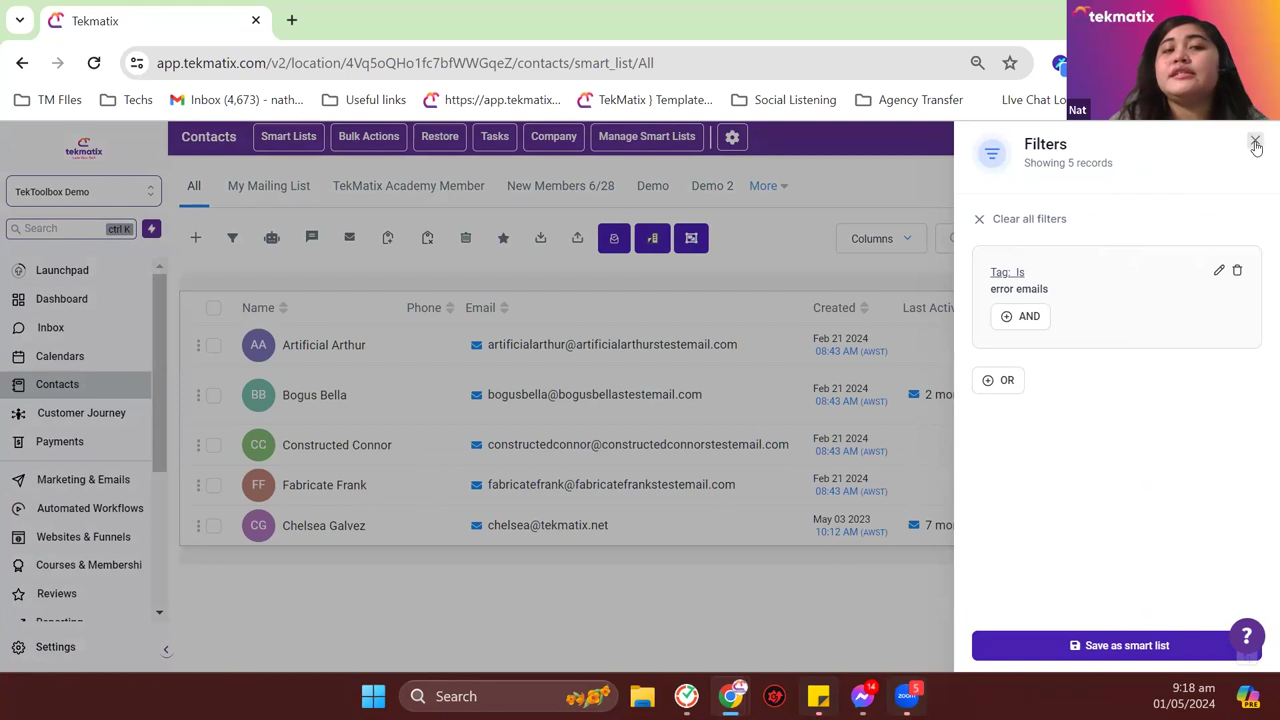 Tekmatix
tekmatix
app.tekmatix.com/v2/location/4Vq5oQHo1fc7bfWWGqeZ/contacts/smart_list/All
TM FIles
Techs
Inbox (4,673) - nath...
Useful links
https://app.tekmatix...
TekMatix } Template...
Social Listening
Agency Transfer
LIve Chat Lo
Nat
tekmatix
Contacts
Smart Lists
Bulk Actions
Restore
Tasks
Company
Manage Smart Lists
Filters
Showing 5 records
TekToolbox Demo
All
My Mailing List
TekMatix Academy Member
New Members 6/28
Demo
Demo 2
More
Search
ctrl K
Columns
Clear all filters
Launchpad
Dashboard
Inbox
Calendars
Contacts
Customer Journey
Payments
Marketing & Emails
Automated Workflows
Websites & Funnels
Courses & Membershi
Reviews
Settings
Name
Phone
Email
Created
Last Activ
AA
Artificial Arthur
artificialarthur@artificialarthurstestemail.com
Feb 21 2024
08:43 AM (AWST)
BB
Bogus Bella
bogusbella@bogusbellastestemail.com
Feb 21 2024
08:43 AM (AWST)
2 mo
CC
Constructed Connor
constructedconnor@constructedconnorstestemail.com
Feb 21 2024
08:43 AM (AWST)
FF
Fabricate Frank
fabricatefrank@fabricatefrankstestemail.com
Feb 21 2024
08:43 AM (AWST)
CG
Chelsea Galvez
chelsea@tekmatix.net
May 03 2023
10:12 AM (AWST)
7 mo
Tag: Is
error emails
AND
OR
Save as smart list
?
Search
14
5
9:18 am
01/05/2024
PRE